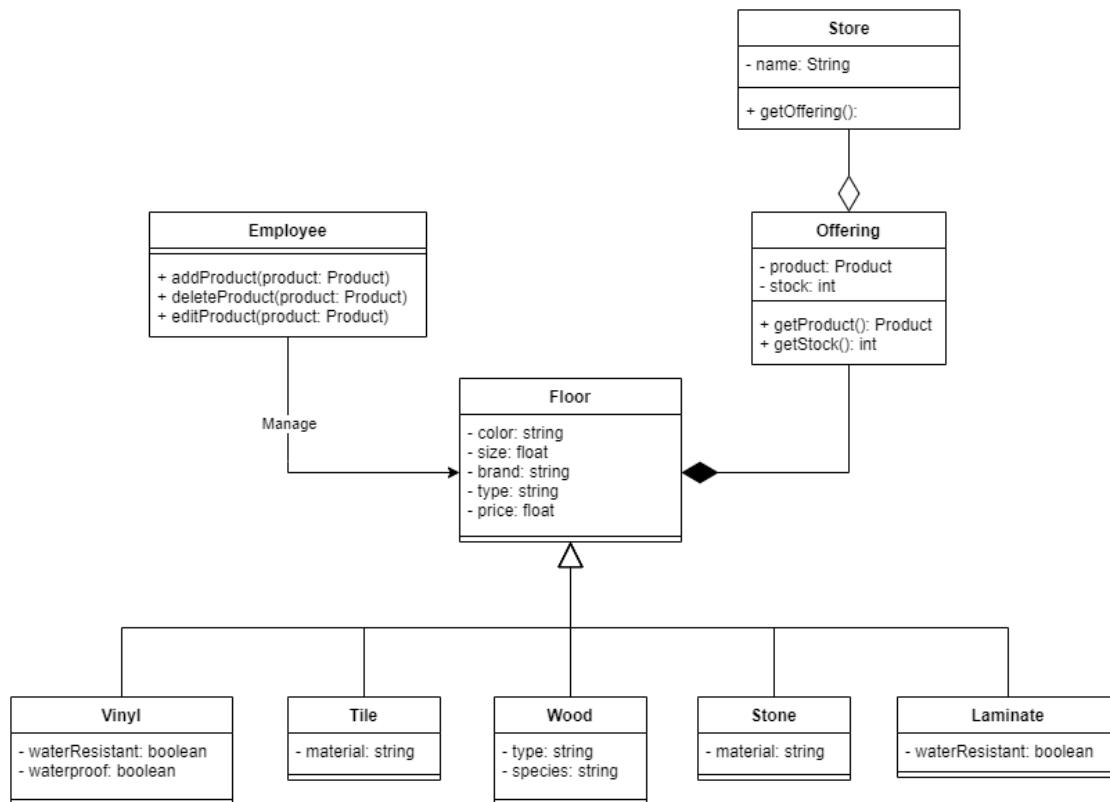 Store
- name: String
+ getOffering():
Employee
+ addProduct(product: Product)
+ deleteProduct(product: Product)
+ editProduct(product: Product)
Offering
- product: Product
- stock: int
+ getProduct(): Product
+ getStock(): int
Manage
Floor
- color: string
- size: float
- brand: string
- type: string
- price: float
Vinyl
- waterResistant: boolean
- waterproof: boolean
Tile
- material: string
Wood
- type: string
- species: string
Stone
- material: string
Laminate
- waterResistant: boolean